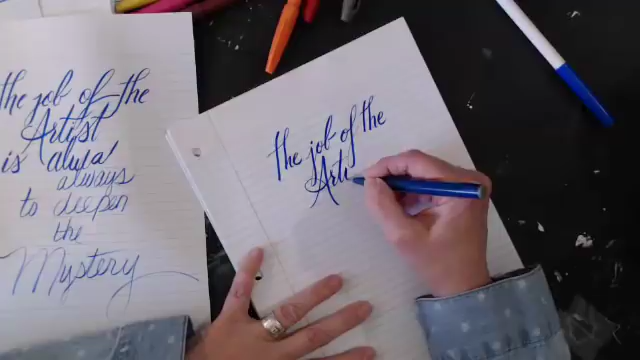 the job of the
Artist
is alwa
always
to deepen
the
Mystery
the job of the
Arti